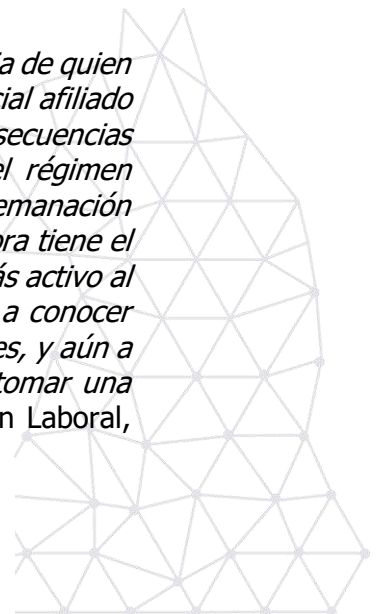 a de quien
cial afiliado
secuencias
el régimen
emanación
ora tiene el
ás activo al
a conocer
es, y aún a
tomar una
n Laboral,